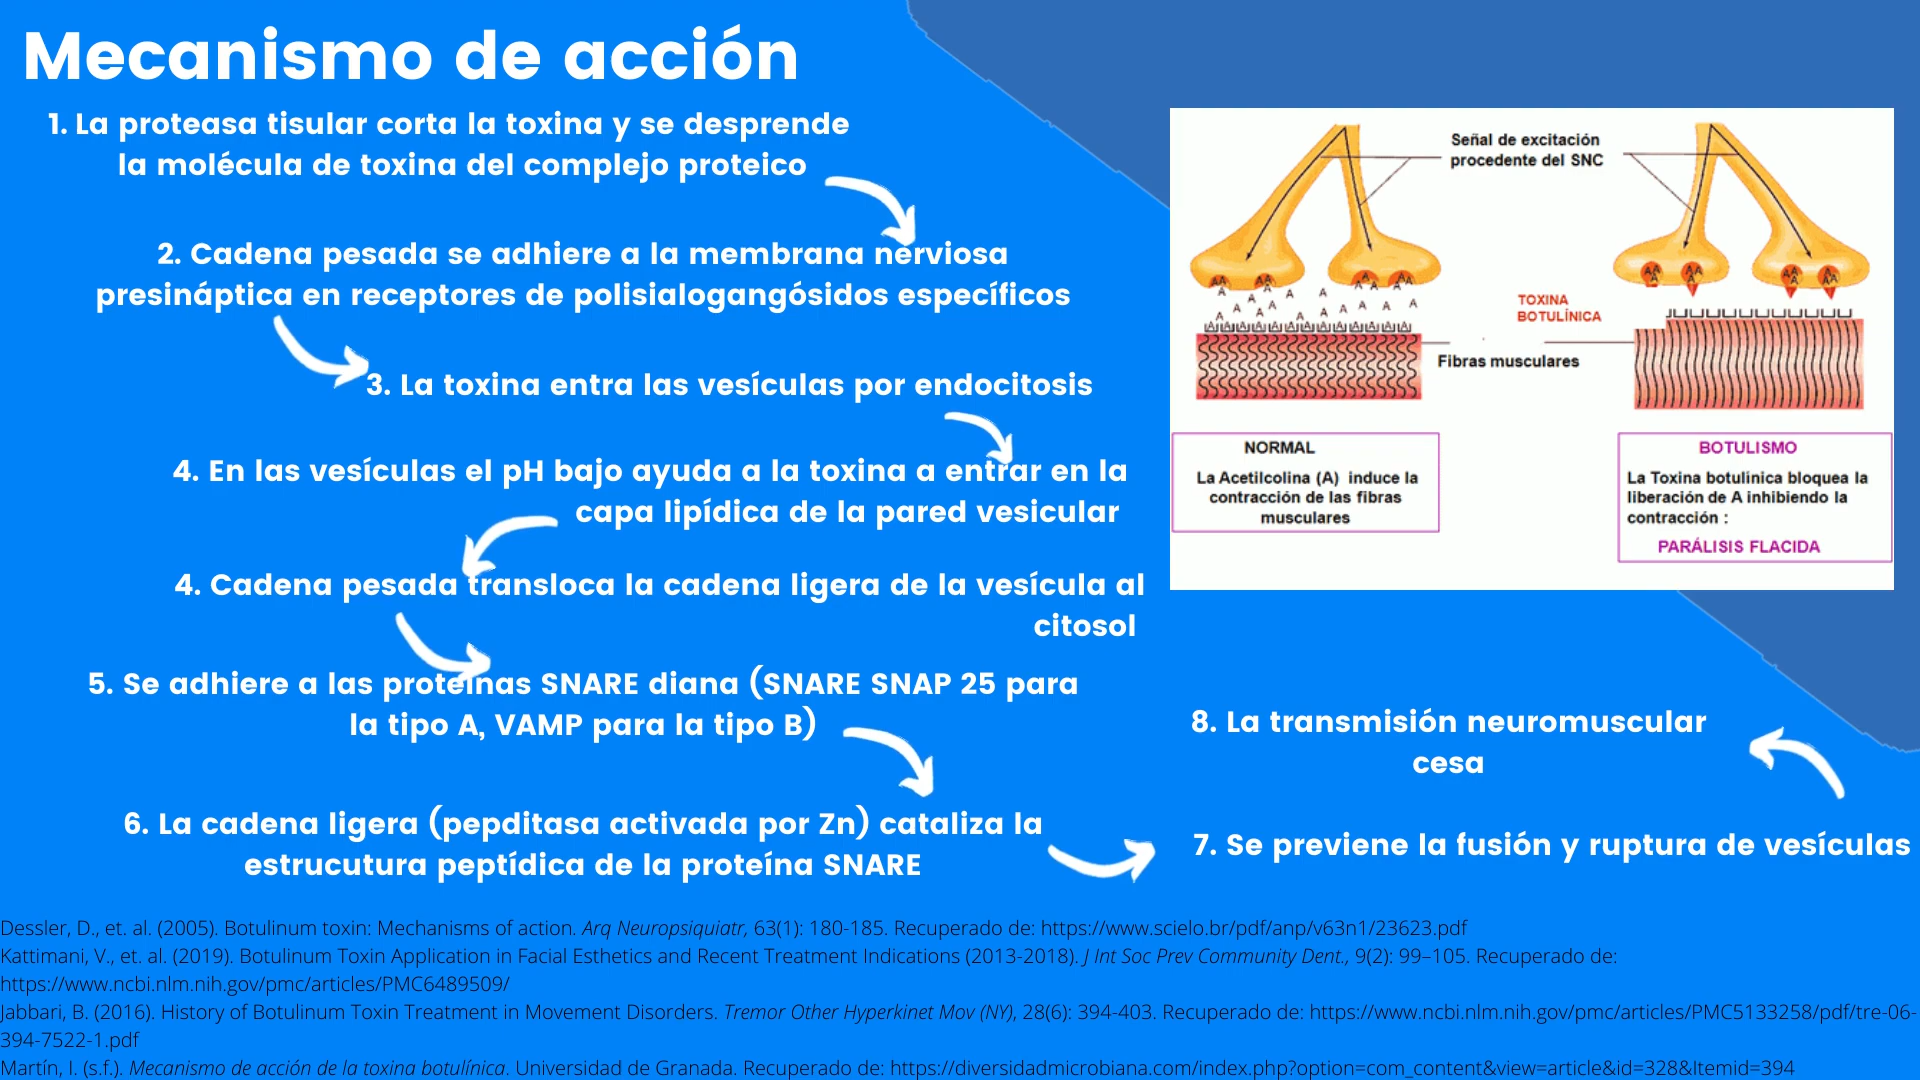 Mecanismo de acción
1. La proteasa tisular corta la toxina y se desprende
la molécula de toxina del complejo proteico
2. Cadena pesada se adhiere a la membrana nerviosa
presináptica en receptores de polisialogangósidos específicos
3. La toxina entra las vesículas por endocitosis
4. En las vesículas el pH bajo ayuda a la toxina a entrar en la
capa lipídica de la pared vesicular
4. Cadena pesada transloca la cadena ligera de la vesícula al
citosol
5. Se adhiere a las proteínas SNARE diana (SNARE SNAP 25 para
la tipo A, VAMP para la tipo B)
6. La cadena ligera (pepditasa activada por Zn) cataliza la
estrucutura peptídica de la proteína SNARE
7. Se previene la fusión y ruptura de vesículas
8. La transmisión neuromuscular
cesa
Señal de excitación
procedente del SNC
TOXINA
BOTULÍNICA
Fibras musculares
NORMAL
La Acetilcolina (A) induce la
contracción de las fibras
musculares
BOTULISMO
La Toxina botulínica bloquea la
liberación de A inhibiendo la
contracción :
PARÁLISIS FLACIDA
Dessler, D., et. al. (2005). Botulinum toxin: Mechanisms of action. Arq Neuropsiquiatr, 63(1): 180-185. Recuperado de: https://www.scielo.br/pdf/anp/v63n1/23623.pdf
Kattimani, V., et. al. (2019). Botulinum Toxin Application in Facial Esthetics and Recent Treatment Indications (2013-2018). J Int Soc Prev Community Dent., 9(2): 99–105. Recuperado de:
https://www.ncbi.nlm.nih.gov/pmc/articles/PMC6489509/
Jabbari, B. (2016). History of Botulinum Toxin Treatment in Movement Disorders. Tremor Other Hyperkinet Mov (NY), 28(6): 394-403. Recuperado de: https://www.ncbi.nlm.nih.gov/pmc/articles/PMC5133258/pdf/tre-06-
394-7522-1.pdf
Martín, I. (s.f.). Mecanismo de acción de la toxina botulínica. Universidad de Granada. Recuperado de: https://diversidadmicrobiana.com/index.php?option=com_content&view=article&id=328&Itemid=394